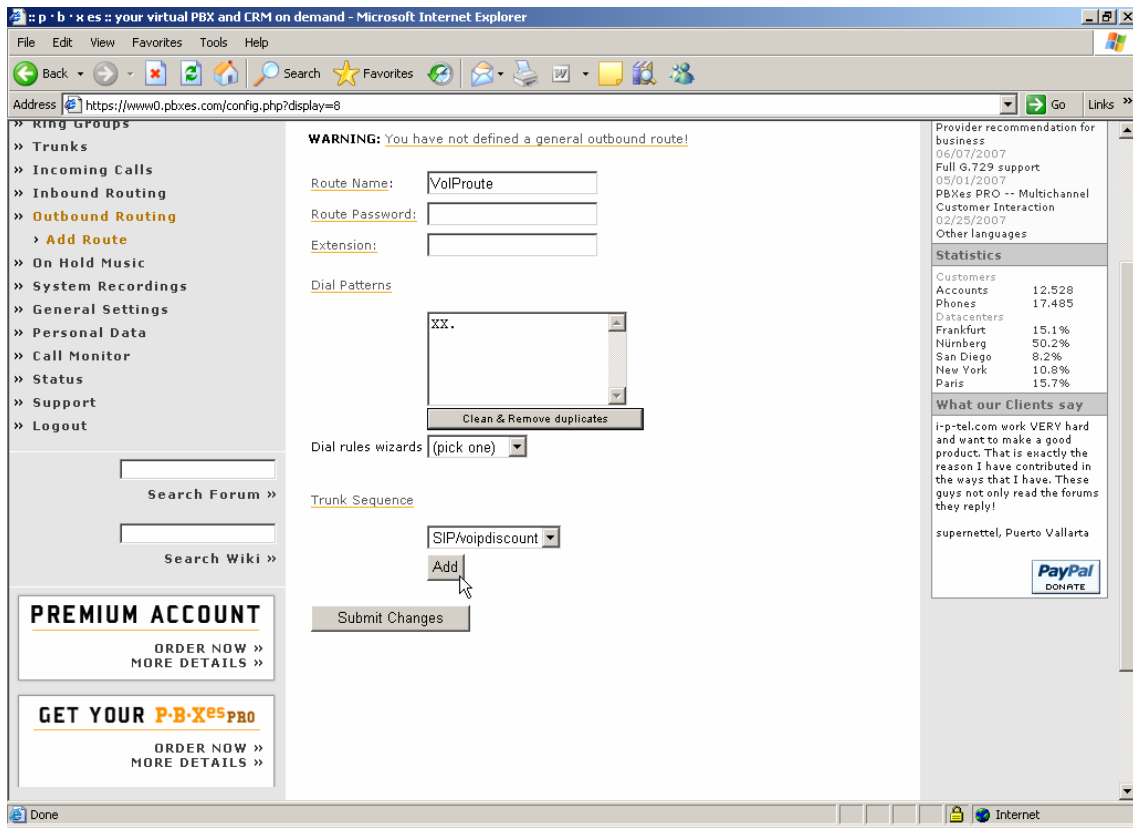 :: p · b · x es :: your virtual PBX and CRM on demand - Microsoft Internet Explorer
File Edit View Favorites Tools Help
Back Search Favorites
Address https://www0.pbxes.com/config.php?display=8 Go Links »
» Ring Groups
» Trunks
» Incoming Calls
» Inbound Routing
» Outbound Routing
› Add Route
» On Hold Music
» System Recordings
» General Settings
» Personal Data
» Call Monitor
» Status
» Support
» Logout
Search Forum »
Search Wiki »
PREMIUM ACCOUNT
ORDER NOW »
MORE DETAILS »
GET YOUR P·B·Xes PRO
ORDER NOW »
MORE DETAILS »
WARNING: You have not defined a general outbound route!
Route Name: VoIProute
Route Password:
Extension:
Dial Patterns
XX.
Clean & Remove duplicates
Dial rules wizards (pick one)
Trunk Sequence
SIP/voipdiscount
Add
Submit Changes
Provider recommendation for
business
06/07/2007
Full G.729 support
05/01/2007
PBXes PRO -- Multichannel
Customer Interaction
02/25/2007
Other languages
Statistics
Customers
Accounts 12.528
Phones 17.485
Datacenters
Frankfurt 15.1%
Nürnberg 50.2%
San Diego 8.2%
New York 10.8%
Paris 15.7%
What our Clients say
i-p-tel.com work VERY hard
and want to make a good
product. That is exactly the
reason I have contributed in
the ways that I have. These
guys not only read the forums
they reply!
supernettel, Puerto Vallarta
PayPal
DONATE
Done Internet